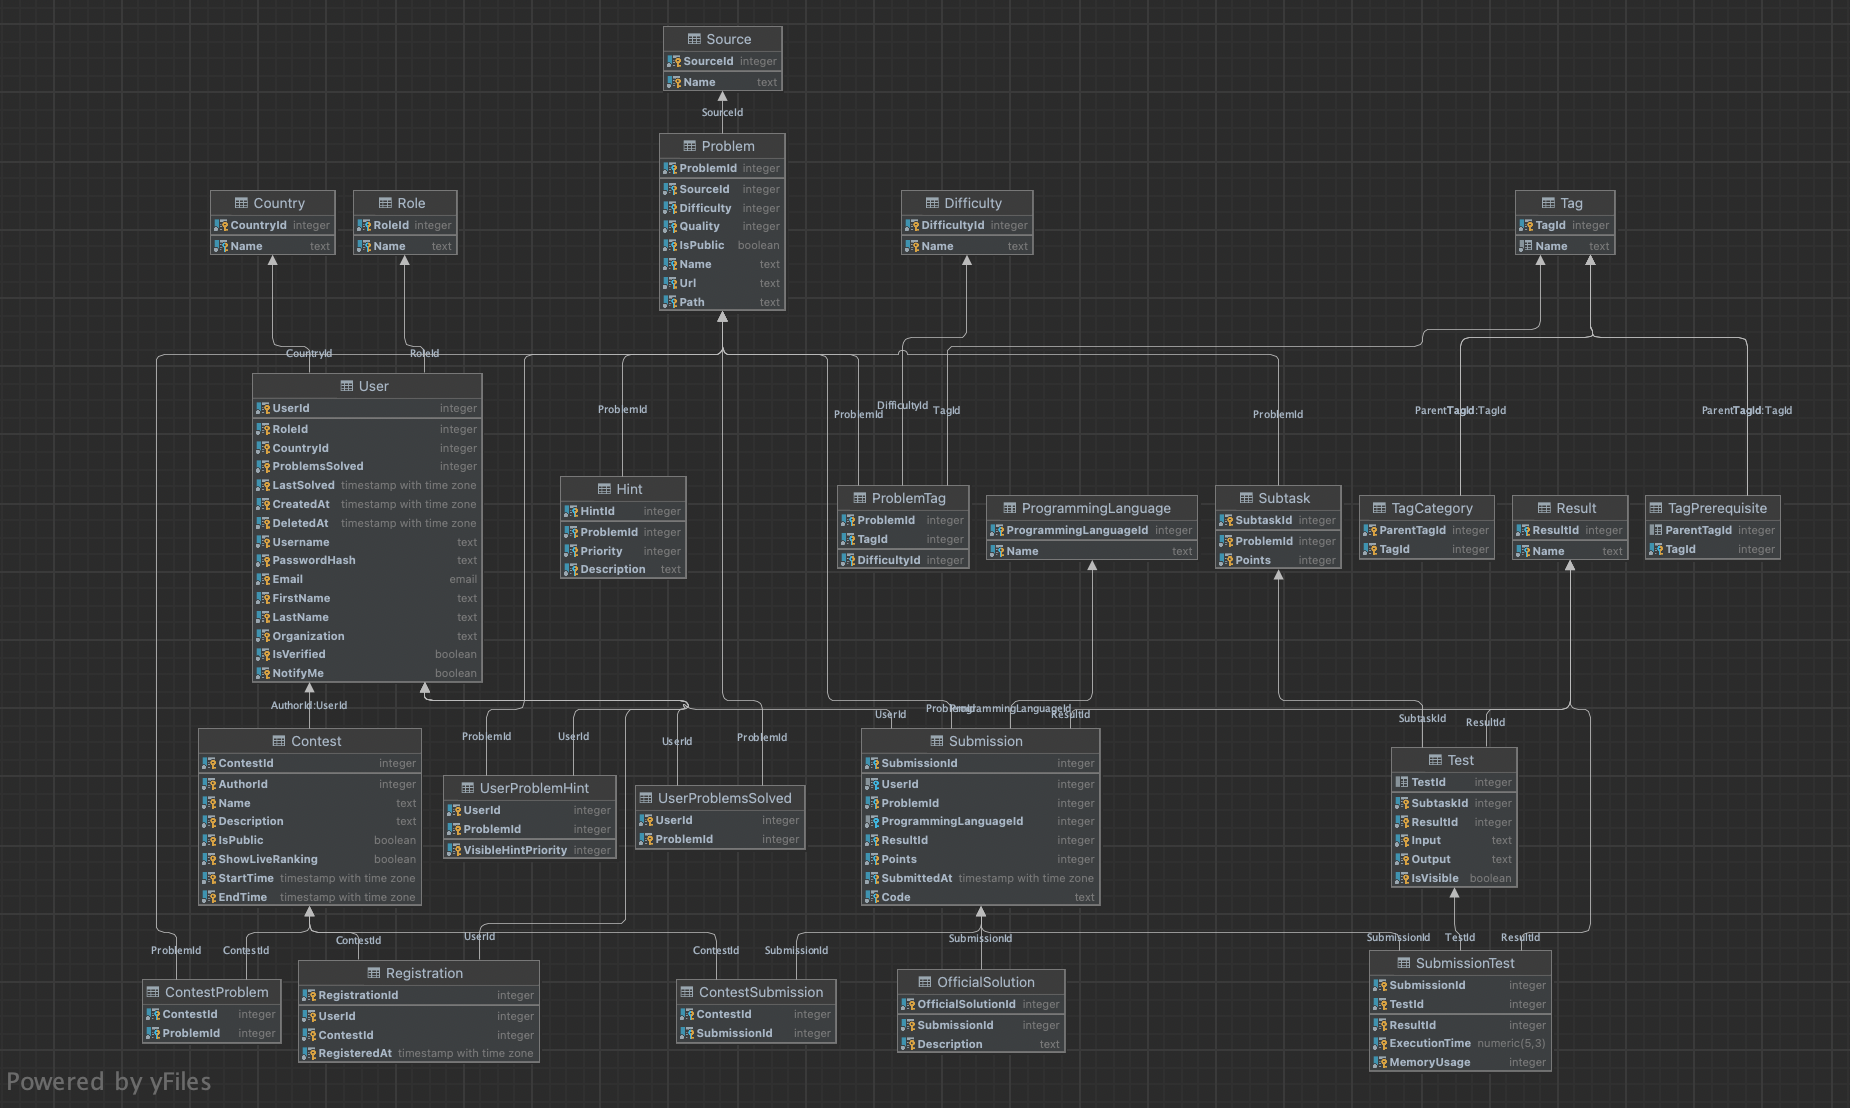 Source
SourceId integer
Name text
SourceId
Problem
ProblemId integer
SourceId integer
Difficulty integer
Quality integer
IsPublic boolean
Name text
Url text
Path text
Country
CountryId integer
Name text
Role
RoleId integer
Name text
Difficulty
DifficultyId integer
Name text
Tag
TagId integer
Name text
CountryId
RoleId
User
UserId integer
RoleId integer
CountryId integer
ProblemsSolved integer
LastSolved timestamp with time zone
CreatedAt timestamp with time zone
DeletedAt timestamp with time zone
Username text
PasswordHash text
Email email
FirstName text
LastName text
Organization text
IsVerified boolean
NotifyMe boolean
ProblemId
ProblemId
DifficultyId
TagId
ProblemId
ParentTagId:TagId
ParentTagId:TagId
Hint
HintId integer
ProblemId integer
Priority integer
Description text
ProblemTag
ProblemId integer
TagId integer
DifficultyId integer
ProgrammingLanguage
ProgrammingLanguageId integer
Name text
Subtask
SubtaskId integer
ProblemId integer
Points integer
TagCategory
ParentTagId integer
TagId integer
Result
ResultId integer
Name text
TagPrerequisite
ParentTagId integer
TagId integer
AuthorId:UserId
ProblemId
UserId
UserId
ProblemId
UserId
ProblemId
ProgrammingLanguageId
ResultId
SubtaskId
ResultId
Contest
ContestId integer
AuthorId integer
Name text
Description text
IsPublic boolean
ShowLiveRanking boolean
StartTime timestamp with time zone
EndTime timestamp with time zone
UserProblemHint
UserId integer
ProblemId integer
VisibleHintPriority integer
UserProblemsSolved
UserId integer
ProblemId integer
Submission
SubmissionId integer
UserId integer
ProblemId integer
ProgrammingLanguageId integer
ResultId integer
Points integer
SubmittedAt timestamp with time zone
Code text
Test
TestId integer
SubtaskId integer
ResultId integer
Input text
Output text
IsVisible boolean
ProblemId
ContestId
ContestId
UserId
ContestId
SubmissionId
SubmissionId
SubmissionId
TestId
ResultId
ContestProblem
ContestId integer
ProblemId integer
Registration
RegistrationId integer
UserId integer
ContestId integer
RegisteredAt timestamp with time zone
ContestSubmission
ContestId integer
SubmissionId integer
OfficialSolution
OfficialSolutionId integer
SubmissionId integer
Description text
SubmissionTest
SubmissionId integer
TestId integer
ResultId integer
ExecutionTime numeric(5,3)
MemoryUsage integer
Powered by yFiles